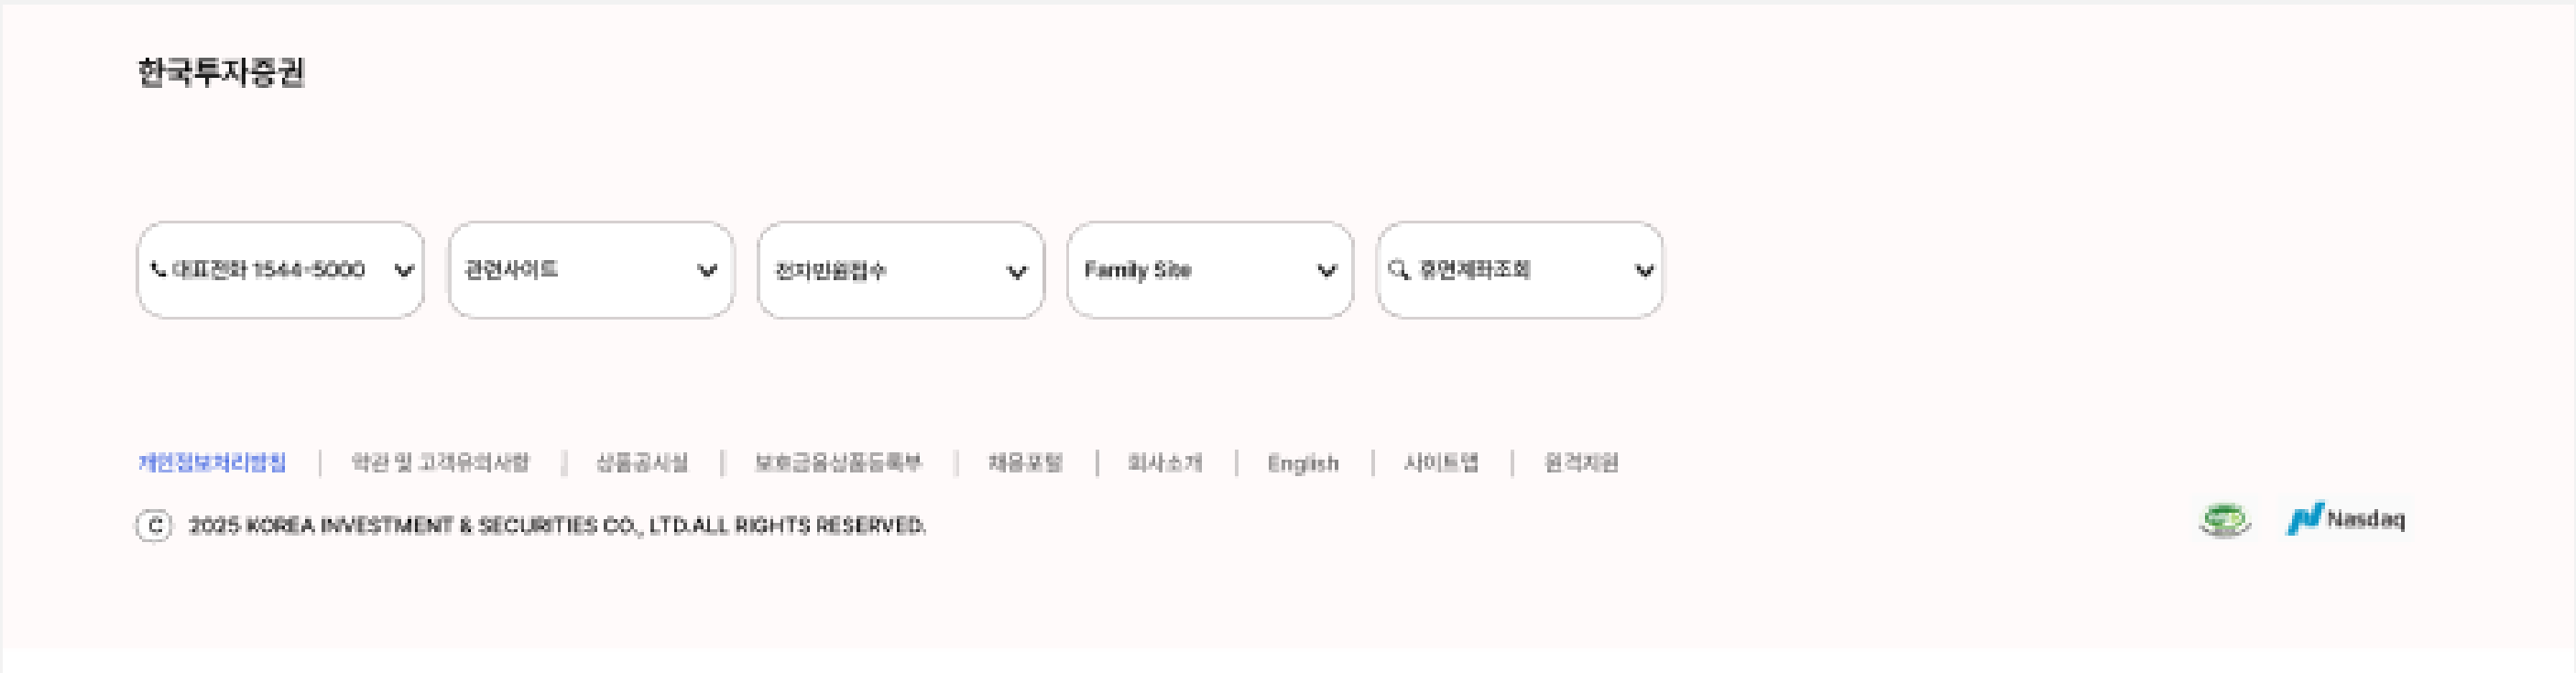 한국투자증권
대표전화 1544-5000
관련사이트
전자민원접수
Family Site
휴면계좌조회
개인정보처리방침 | 약관 및 고객유의사항 | 상품공시실 | 보호금융상품등록부 | 채용포털 | 회사소개 | English | 사이트맵 | 원격지원
© 2025 KOREA INVESTMENT & SECURITIES CO., LTD.ALL RIGHTS RESERVED.
Nasdaq